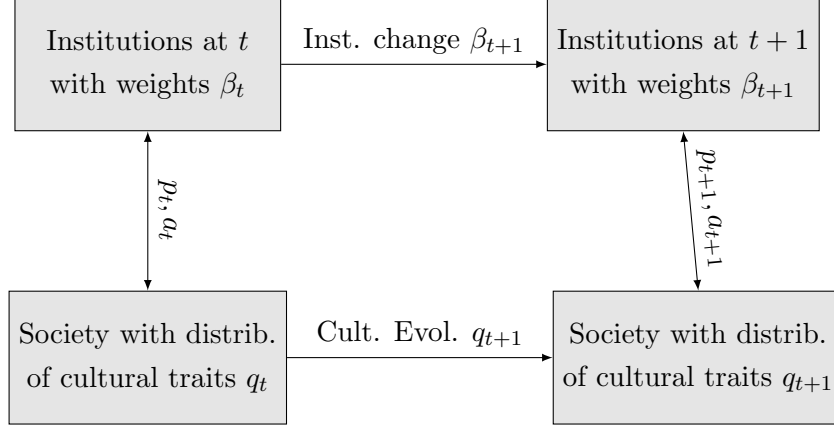 Institutions at t
with weights β_t
Inst. change β_{t+1}
Institutions at t + 1
with weights β_{t+1}
p_t, a_t
p_{t+1}, a_{t+1}
Society with distrib.
of cultural traits q_t
Cult. Evol. q_{t+1}
Society with distrib.
of cultural traits q_{t+1}